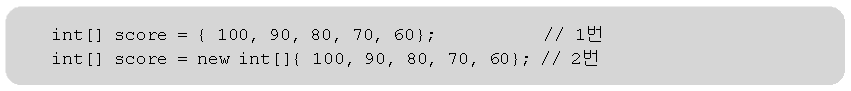 int[] score = { 100, 90, 80, 70, 60}; // 1번
int[] score = new int[]{ 100, 90, 80, 70, 60}; // 2번